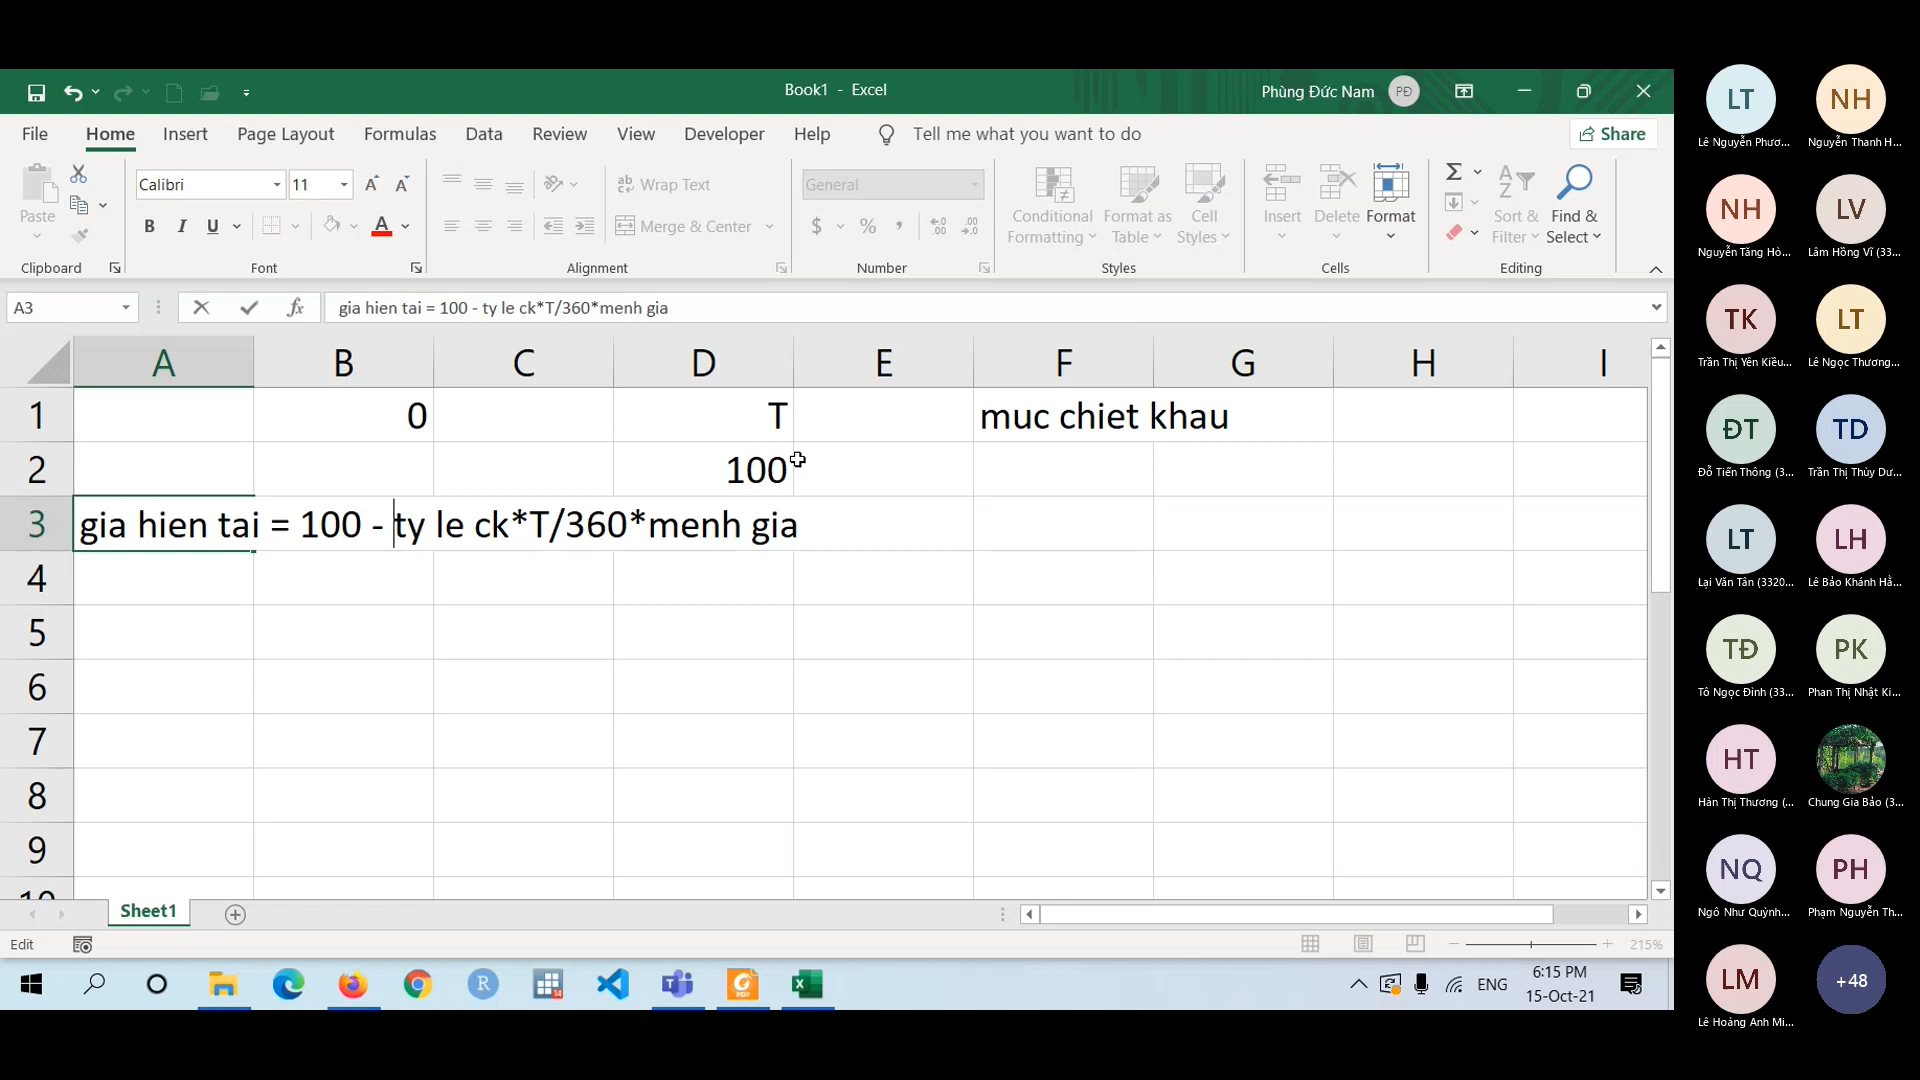 Book1 - Excel
Phùng Đức Nam
PĐ
File
Home
Insert
Page Layout
Formulas
Data
Review
View
Developer
Help
Tell me what you want to do
Share
Paste
Clipboard
Calibri
11
A
A
B
I
U
A
Font
ab
Wrap Text
Merge & Center
Alignment
General
$
%
,
Number
Conditional
Formatting
Format as
Table
Cell
Styles
Styles
Insert
Delete
Format
Cells
Sort &
Filter
Find &
Select
Editing
A3
fx
gia hien tai = 100 - ty le ck*T/360*menh gia
A
B
C
D
E
F
G
H
I
1
0
T
muc chiet khau
2
100
3
gia hien tai = 100 - ty le ck*T/360*menh gia
4
5
6
7
8
9
10
Sheet1
Edit
215%
ENG
6:15 PM
15-Oct-21
LT
Lê Nguyễn Phươ...
NH
Nguyễn Thanh H...
NH
Nguyễn Tăng Hò...
LV
Lâm Hồng Vĩ (33...
TK
Trần Thị Yên Kiều...
LT
Lê Ngọc Thương...
ĐT
Đỗ Tiến Thông (3...
TD
Trần Thị Thùy Dư...
LT
Lại Văn Tân (3320...
LH
Lê Bảo Khánh Hằ...
TĐ
Tô Ngọc Đình (33...
PK
Phan Thị Nhật Ki...
HT
Hàn Thị Thương (...
Chung Gia Bảo (3...
NQ
Ngô Như Quỳnh...
PH
Phạm Nguyễn Th...
LM
Lê Hoàng Anh Mi...
+48